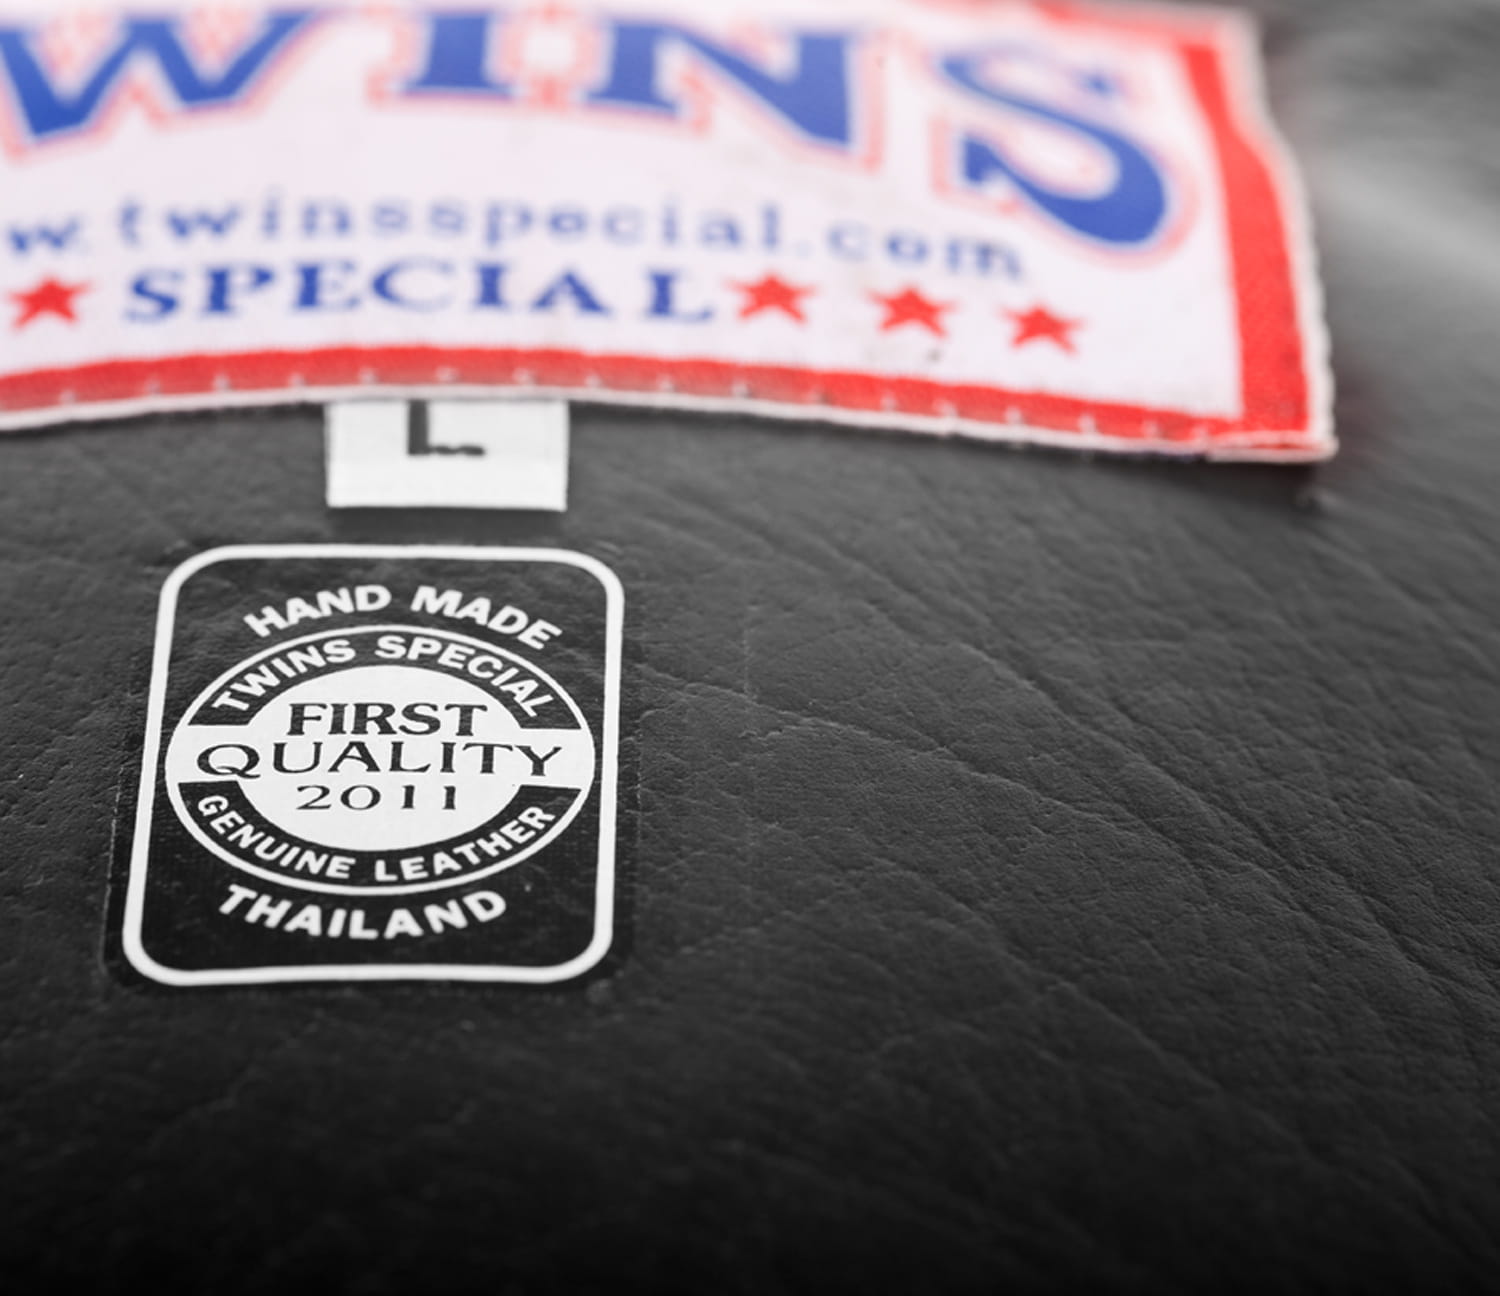 WINS
w.twinsspecial.com
SPECIAL
L
HAND MADE
TWINS SPECIAL
FIRST
QUALITY
2011
GENUINE LEATHER
THAILAND